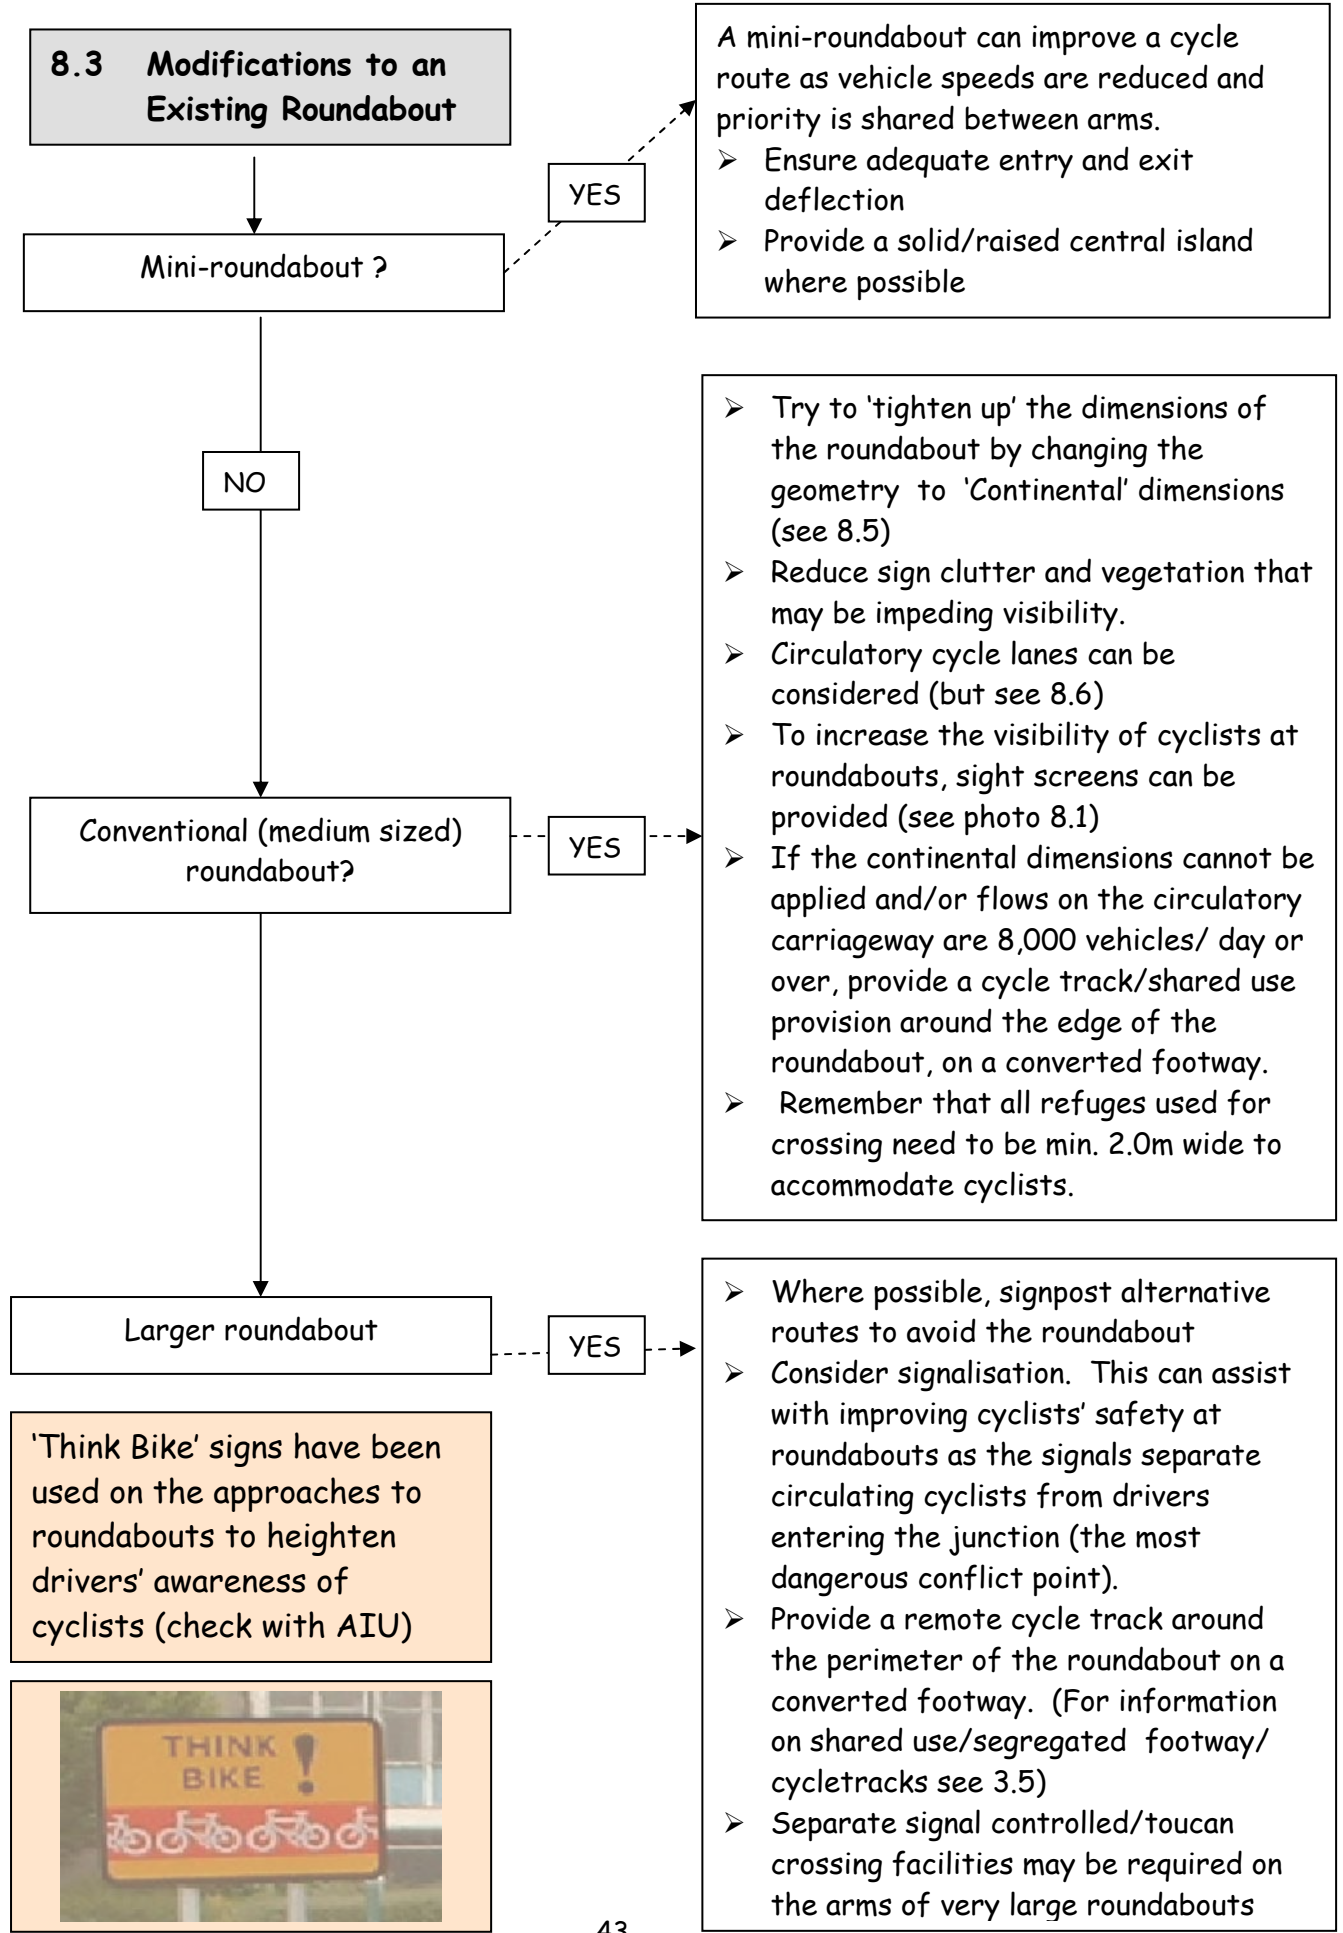 8.3 Modifications to an
Existing Roundabout
Mini-roundabout ?
YES
A mini-roundabout can improve a cycle
route as vehicle speeds are reduced and
priority is shared between arms.
➢ Ensure adequate entry and exit
deflection
➢ Provide a solid/raised central island
where possible
NO
Conventional (medium sized)
roundabout?
YES
➢ Try to ‘tighten up’ the dimensions of
the roundabout by changing the
geometry to ‘Continental’ dimensions
(see 8.5)
➢ Reduce sign clutter and vegetation that
may be impeding visibility.
➢ Circulatory cycle lanes can be
considered (but see 8.6)
➢ To increase the visibility of cyclists at
roundabouts, sight screens can be
provided (see photo 8.1)
➢ If the continental dimensions cannot be
applied and/or flows on the circulatory
carriageway are 8,000 vehicles/ day or
over, provide a cycle track/shared use
provision around the edge of the
roundabout, on a converted footway.
➢ Remember that all refuges used for
crossing need to be min. 2.0m wide to
accommodate cyclists.
Larger roundabout
YES
➢ Where possible, signpost alternative
routes to avoid the roundabout
➢ Consider signalisation. This can assist
with improving cyclists’ safety at
roundabouts as the signals separate
circulating cyclists from drivers
entering the junction (the most
dangerous conflict point).
➢ Provide a remote cycle track around
the perimeter of the roundabout on a
converted footway. (For information
on shared use/segregated footway/
cycletracks see 3.5)
➢ Separate signal controlled/toucan
crossing facilities may be required on
the arms of very large roundabouts
‘Think Bike’ signs have been
used on the approaches to
roundabouts to heighten
drivers’ awareness of
cyclists (check with AIU)
THINK
BIKE !
43